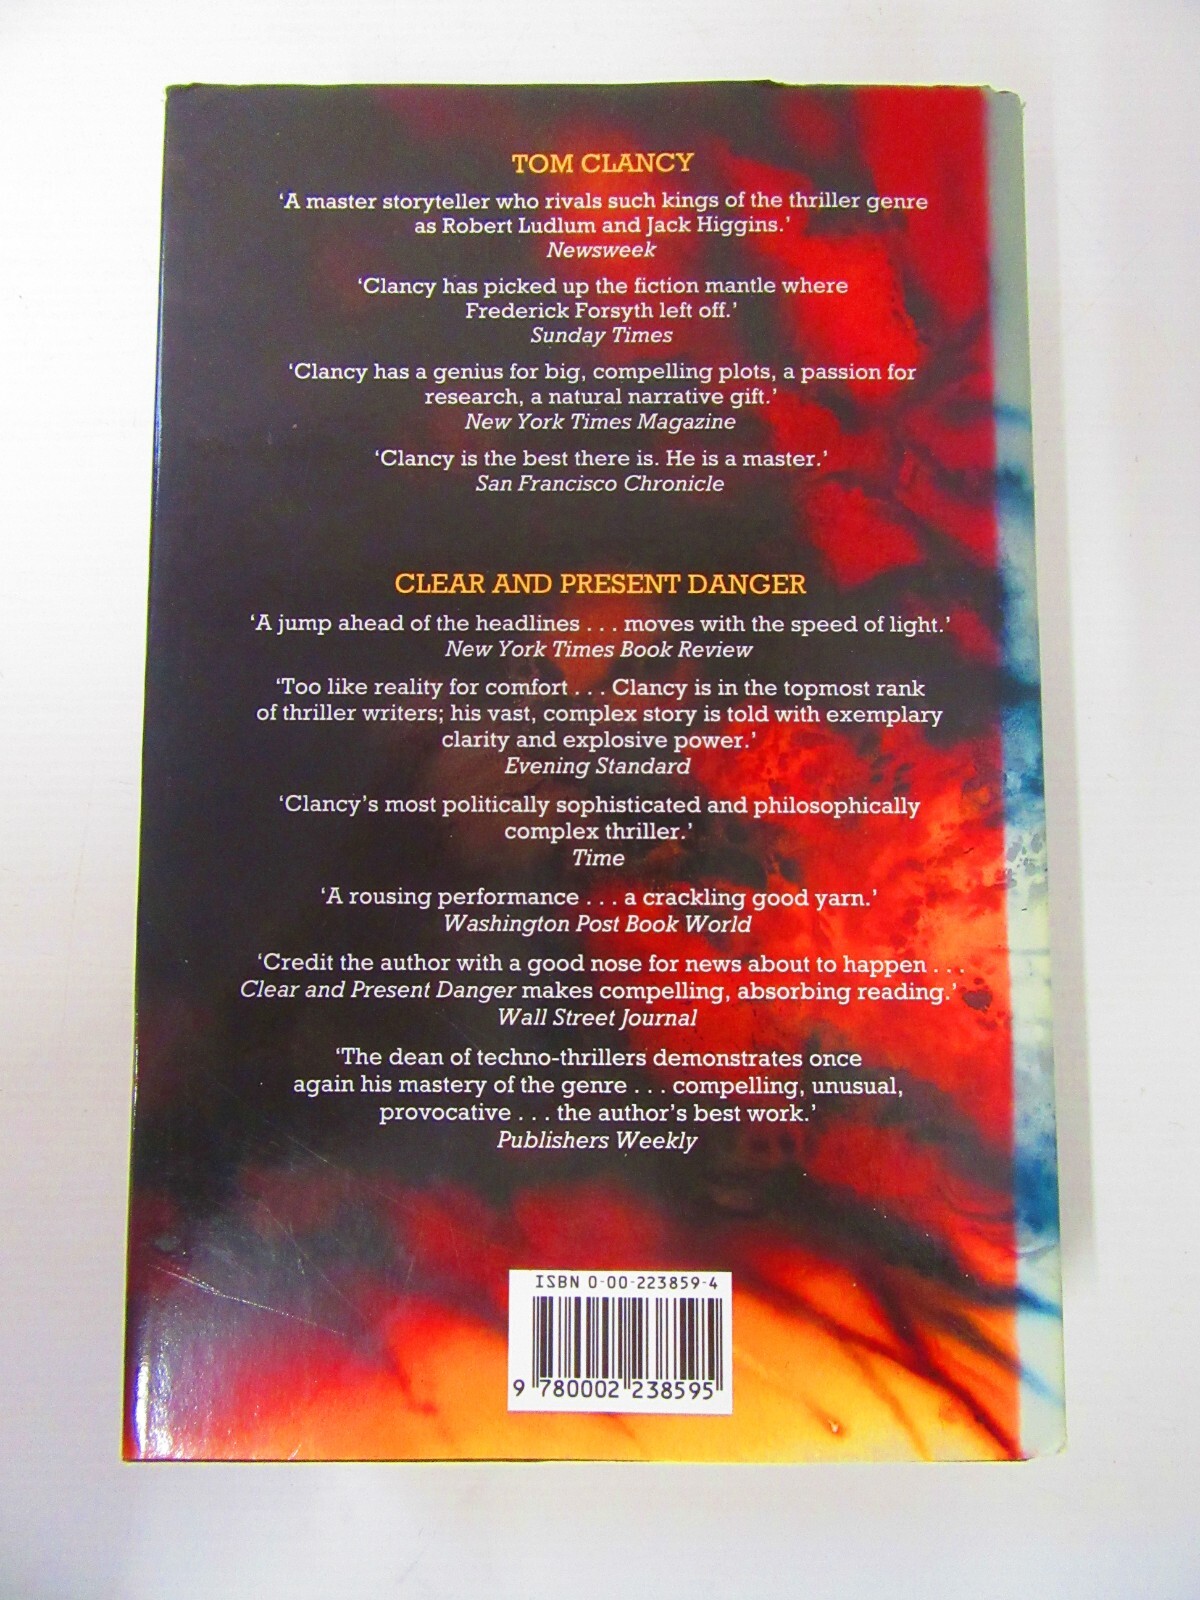 TOM CLANCY
‘A master storyteller who rivals such kings of the thriller genre
as Robert Ludlum and Jack Higgins.’
Newsweek
‘Clancy has picked up the fiction mantle where
Frederick Forsyth left off.’
Sunday Times
‘Clancy has a genius for big, compelling plots, a passion for
research, a natural narrative gift.’
New York Times Magazine
‘Clancy is the best there is. He is a master.’
San Francisco Chronicle
CLEAR AND PRESENT DANGER
‘A jump ahead of the headlines . . . moves with the speed of light.’
New York Times Book Review
‘Too like reality for comfort . . . Clancy is in the topmost rank
of thriller writers; his vast, complex story is told with exemplary
clarity and explosive power.’
Evening Standard
‘Clancy’s most politically sophisticated and philosophically
complex thriller.’
Time
‘A rousing performance . . . a crackling good yarn.’
Washington Post Book World
‘Credit the author with a good nose for news about to happen . . .
Clear and Present Danger makes compelling, absorbing reading.’
Wall Street Journal
‘The dean of techno-thrillers demonstrates once
again his mastery of the genre . . . compelling, unusual,
provocative . . . the author’s best work.’
Publishers Weekly
ISBN 0-00-223859-4
9 780002 238595